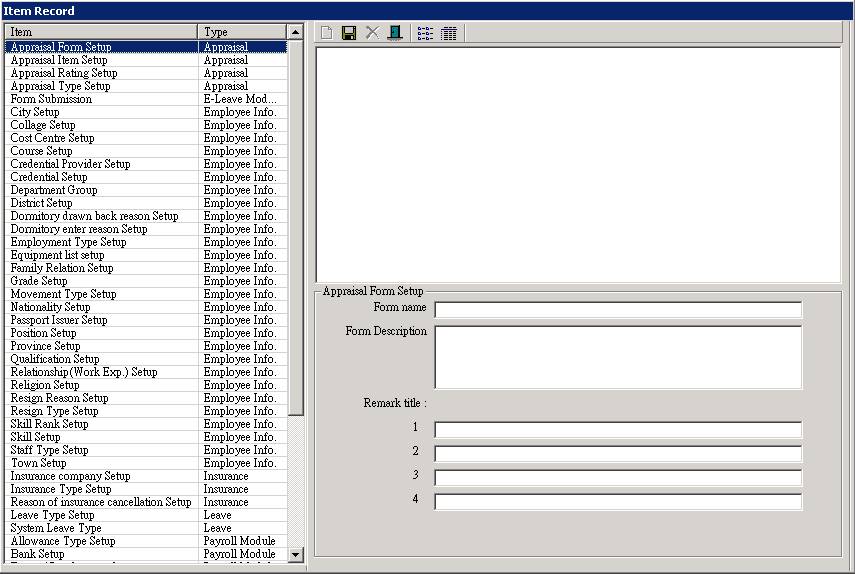 Item Record
Item Type
Appraisal Form Setup Appraisal
Appraisal Item Setup Appraisal
Appraisal Rating Setup Appraisal
Appraisal Type Setup Appraisal
Form Submission E-Leave Mod...
City Setup Employee Info.
Collage Setup Employee Info.
Cost Centre Setup Employee Info.
Course Setup Employee Info.
Credential Provider Setup Employee Info.
Credential Setup Employee Info.
Department Group Employee Info.
District Setup Employee Info.
Dormitory drawn back reason Setup Employee Info.
Dormitory enter reason Setup Employee Info.
Employment Type Setup Employee Info.
Equipment list setup Employee Info.
Family Relation Setup Employee Info.
Grade Setup Employee Info.
Movement Type Setup Employee Info.
Nationality Setup Employee Info.
Passport Issuer Setup Employee Info.
Position Setup Employee Info.
Province Setup Employee Info.
Qualification Setup Employee Info.
Relationship(Work Exp.) Setup Employee Info.
Religion Setup Employee Info.
Resign Reason Setup Employee Info.
Resign Type Setup Employee Info.
Skill Rank Setup Employee Info.
Skill Setup Employee Info.
Staff Type Setup Employee Info.
Town Setup Employee Info.
Insurance company Setup Insurance
Insurance Type Setup Insurance
Reason of insurance cancellation Setup Insurance
Leave Type Setup Leave
System Leave Type Leave
Allowance Type Setup Payroll Module
Bank Setup Payroll Module
Appraisal Form Setup
Form name
Form Description
Remark title :
1
2
3
4